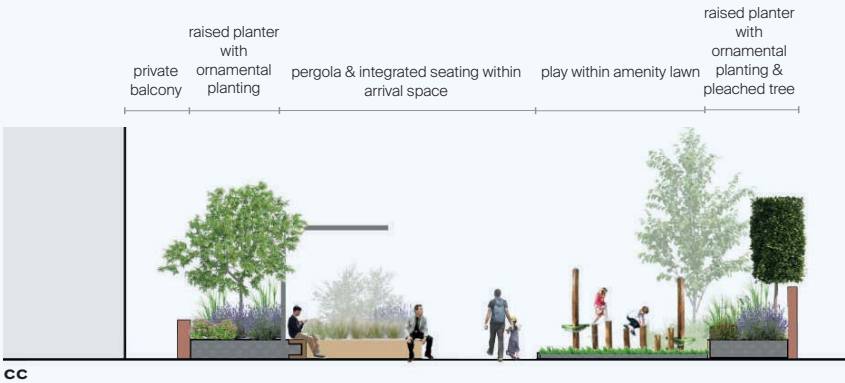 private
balcony
raised planter
with
ornamental
planting
pergola & integrated seating within
arrival space
play within amenity lawn
raised planter
with
ornamental
planting &
pleached tree
CC